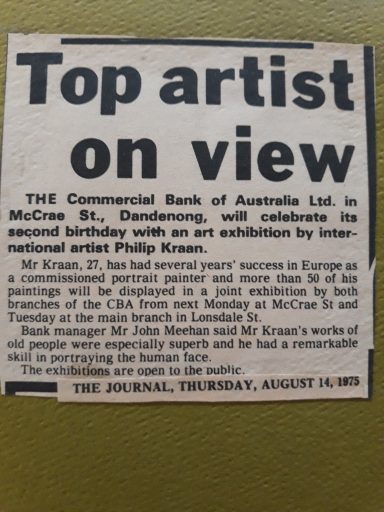 Top artist
on view
THE Commercial Bank of Australia Ltd. in
McCrae St., Dandenong, will celebrate its
second birthday with an art exhibition by inter-
national artist Philip Kraan.
Mr Kraan, 27, has had several years' success in Europe as
a commissioned portrait painter and more than 50 of his
paintings will be displayed in a joint exhibition by both
branches of the CBA from next Monday at McCrae St and
Tuesday at the main branch in Lonsdale St.
Bank manager Mr John Meehan said Mr Kraan's works of
old people were especially superb and he had a remarkable
skill in portraying the human face.
The exhibitions are open to the public.
THE JOURNAL, THURSDAY, AUGUST 14, 1975